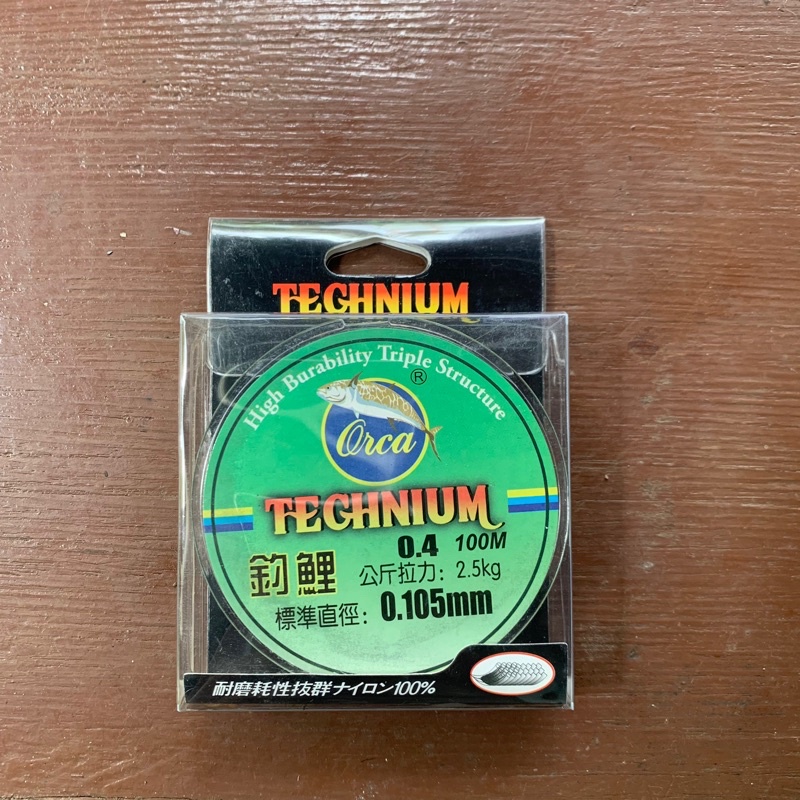 TECHNIUM
High Burability Triple Structure
®
Orca
TECHNIUM
0.4 100M
釣鯉
公斤拉力：2.5kg
標準直徑：0.105mm
耐磨耗性抜群ナイロン100%